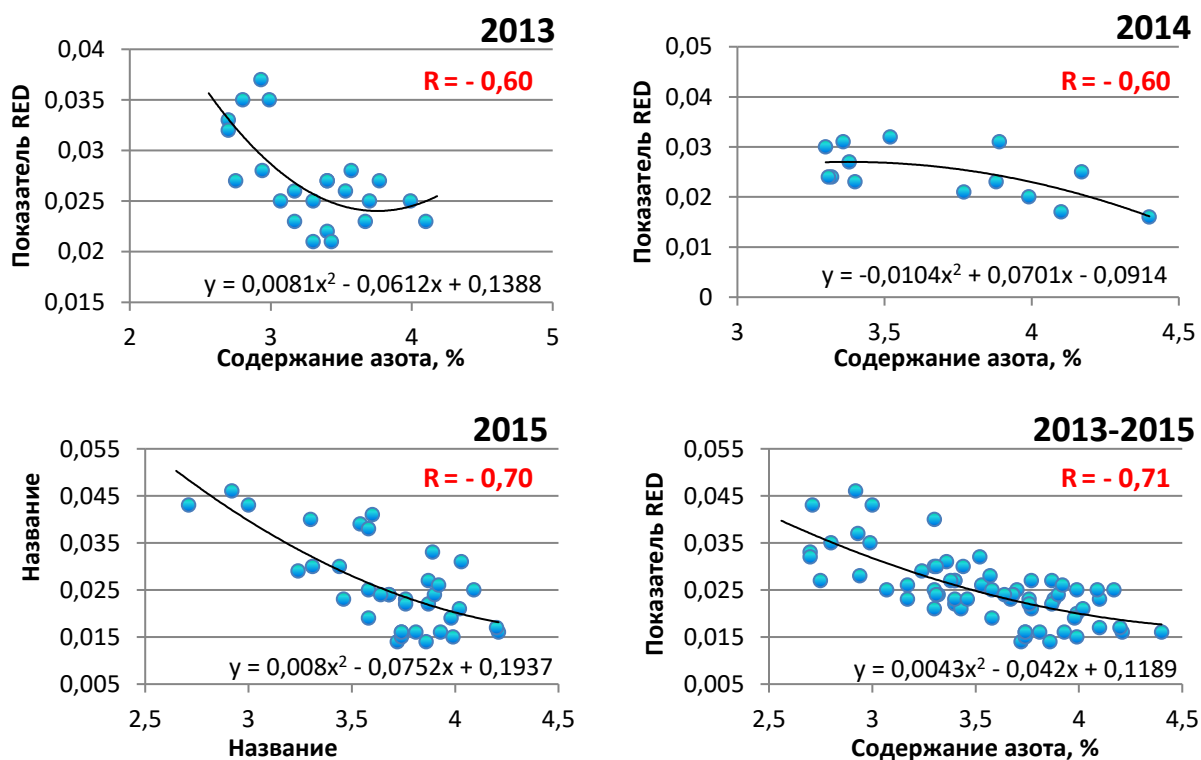 2013
R = - 0,60
Показатель RED
0,04
0,035
0,03
0,025
0,02
0,015
y = 0,0081x² - 0,0612x + 0,1388
2 3 4 5
Содержание азота, %
2014
R = - 0,60
Показатель RED
0,05
0,04
0,03
0,02
0,01
0
y = -0,0104x² + 0,0701x - 0,0914
3 3,5 4 4,5
Содержание азота, %
2015
R = - 0,70
Название
0,055
0,045
0,035
0,025
0,015
0,005
y = 0,008x² - 0,0752x + 0,1937
2,5 3 3,5 4 4,5
Название
2013-2015
R = - 0,71
Показатель RED
0,055
0,045
0,035
0,025
0,015
0,005
y = 0,0043x² - 0,042x + 0,1189
2,5 3 3,5 4 4,5
Содержание азота, %